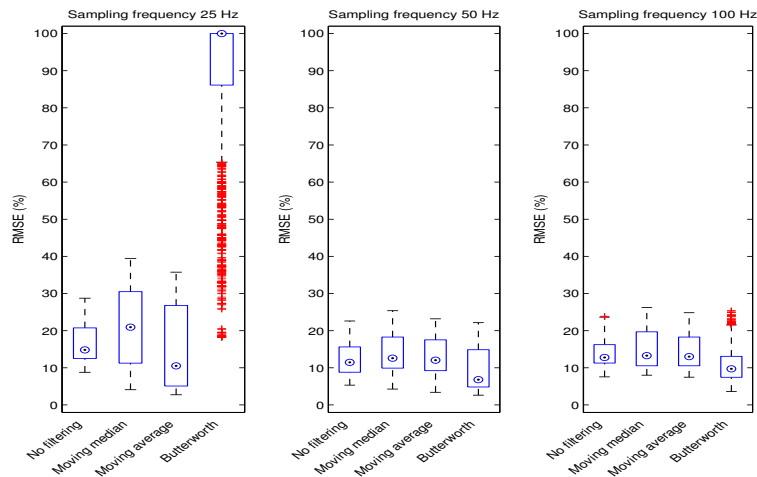 Sampling frequency 25 Hz
100
90
80
70
60
50
40
30
20
10
0
RMSE (%)
No filtering
Moving median
Moving average
Butterworth
Sampling frequency 50 Hz
100
90
80
70
60
50
40
30
20
10
0
RMSE (%)
No filtering
Moving median
Moving average
Butterworth
Sampling frequency 100 Hz
100
90
80
70
60
50
40
30
20
10
0
RMSE (%)
No filtering
Moving median
Moving average
Butterworth